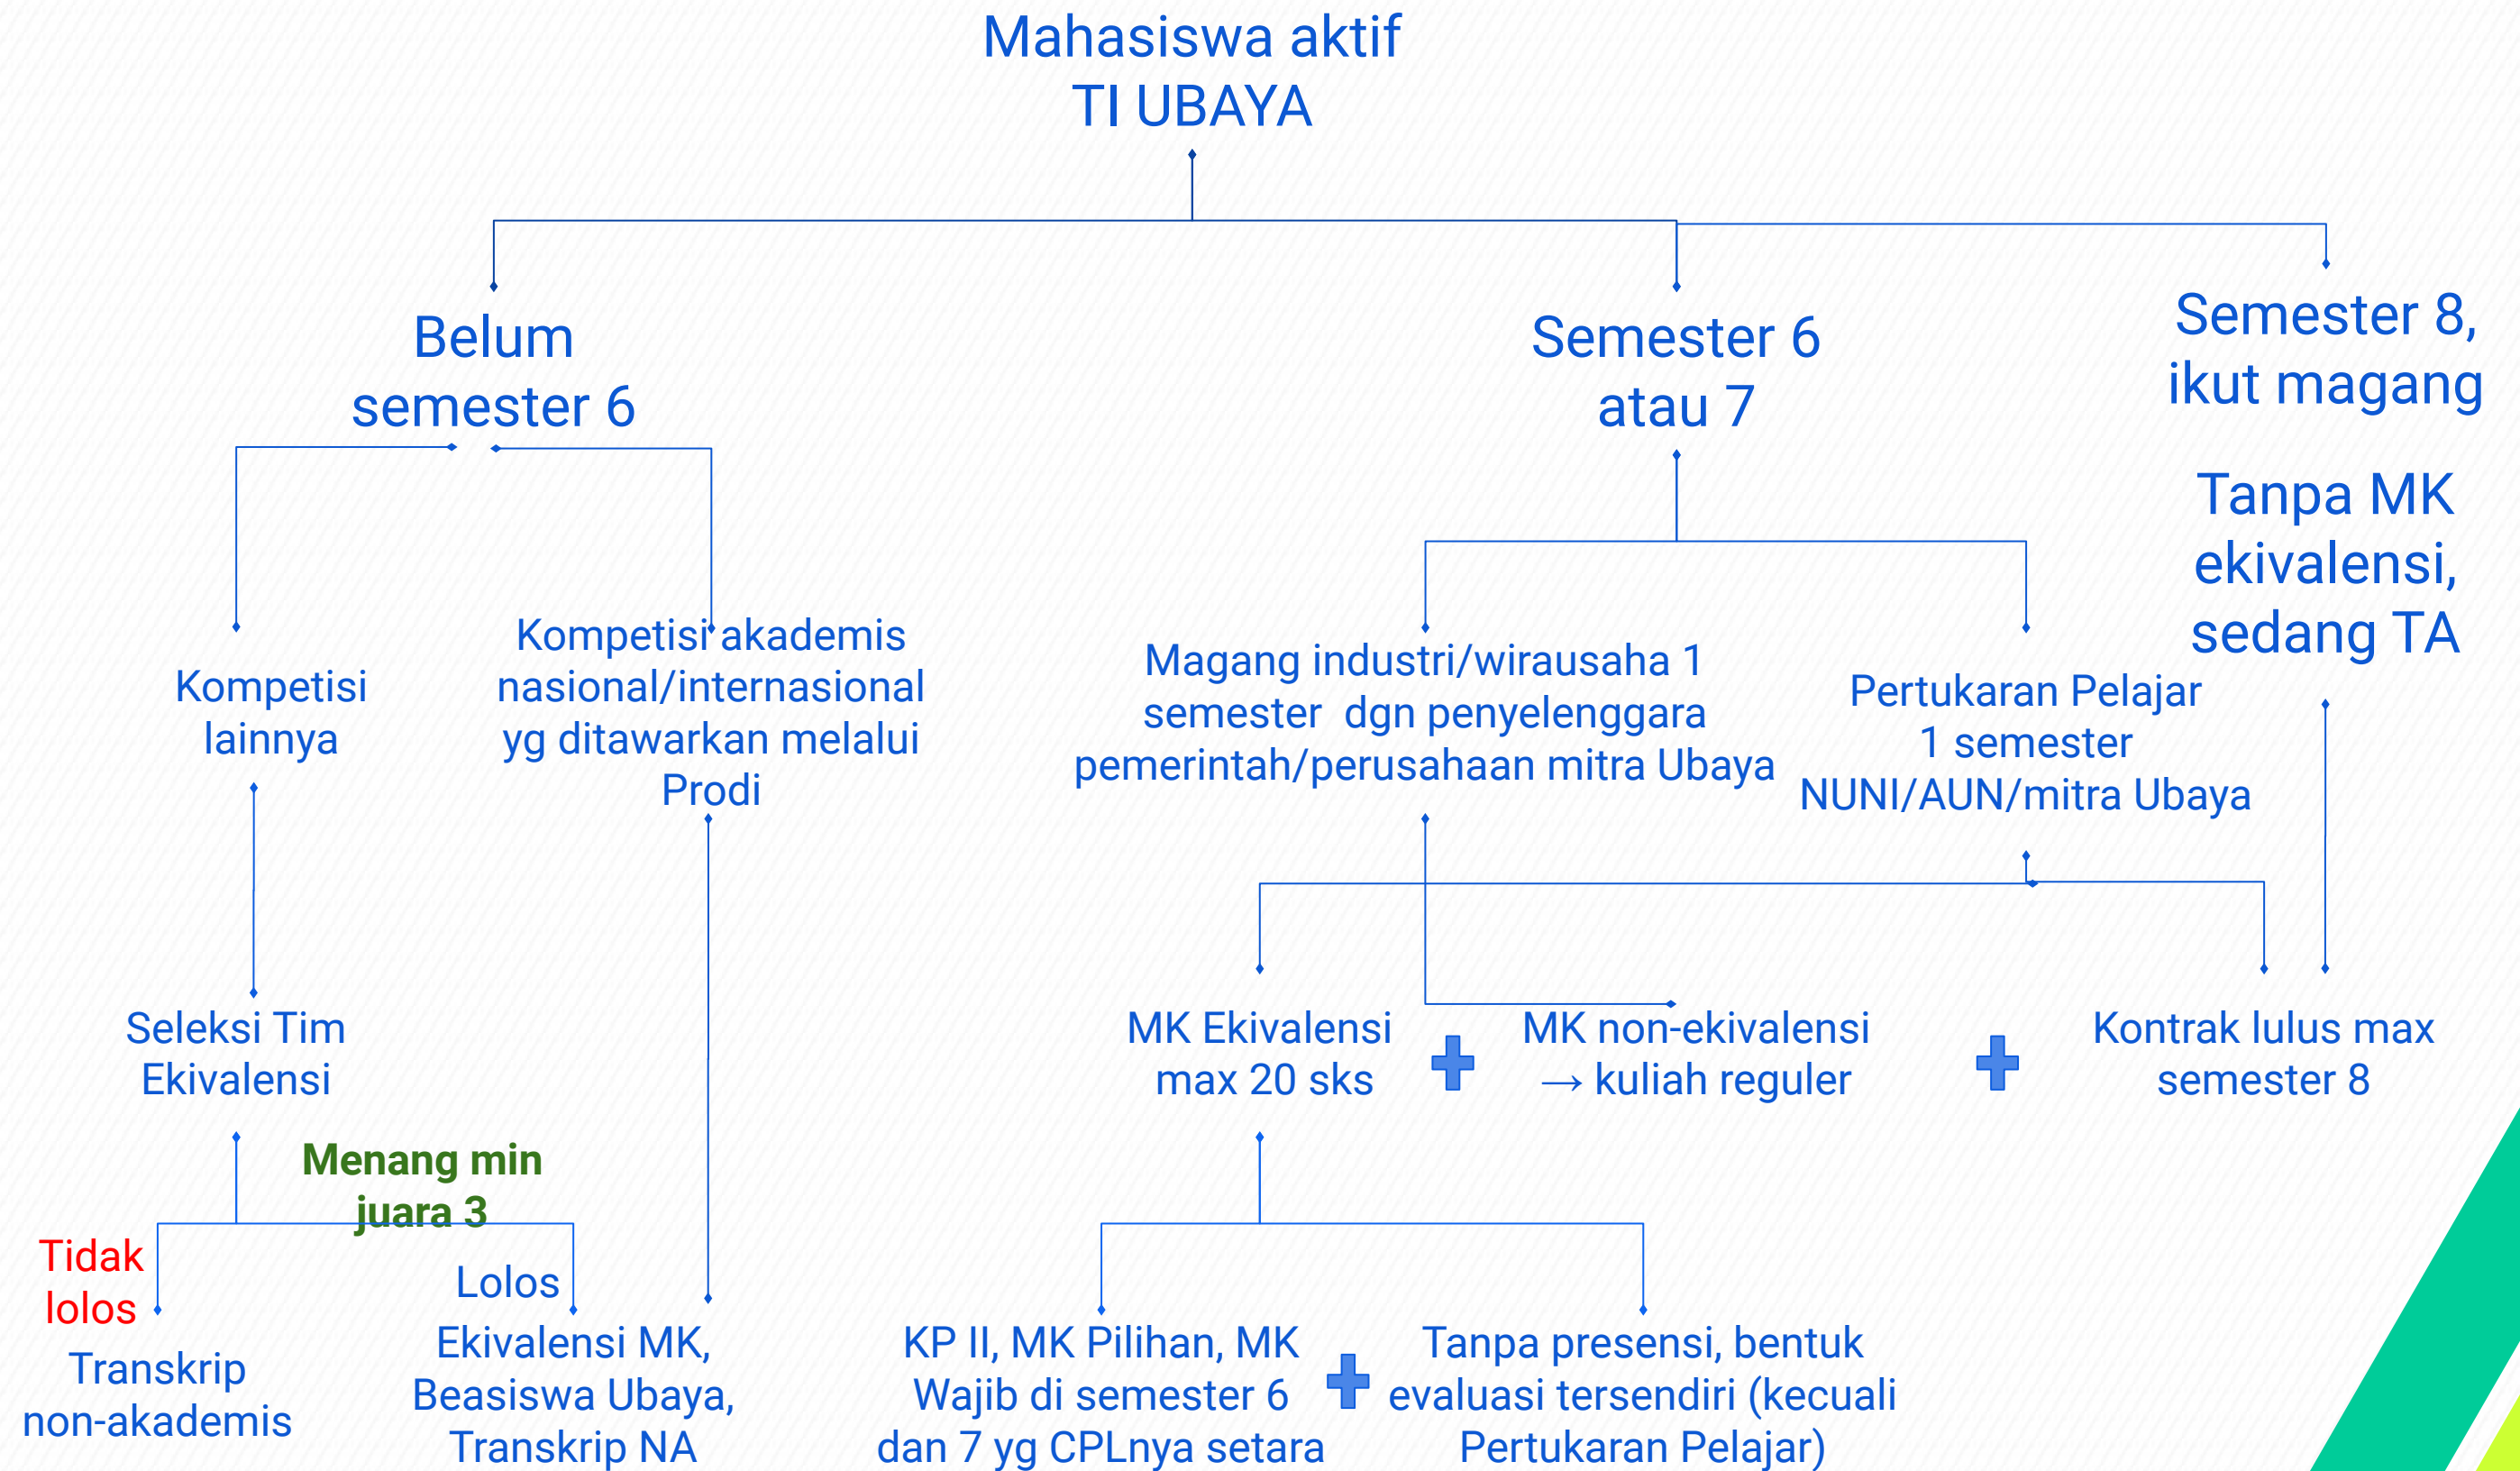 Mahasiswa aktif
TI UBAYA
Belum
semester 6
Semester 6
atau 7
Semester 8,
ikut magang
Tanpa MK
ekivalensi,
sedang TA
Kompetisi
lainnya
Kompetisi akademis
nasional/internasional
yg ditawarkan melalui
Prodi
Magang industri/wirausaha 1
semester  dgn penyelenggara
pemerintah/perusahaan mitra Ubaya
Pertukaran Pelajar
1 semester
NUNI/AUN/mitra Ubaya
Seleksi Tim
Ekivalensi
MK Ekivalensi
max 20 sks
MK non-ekivalensi
→ kuliah reguler
Kontrak lulus max
semester 8
Menang min
juara 3
Tidak
lolos
Lolos
Transkrip
non-akademis
Ekivalensi MK,
Beasiswa Ubaya,
Transkrip NA
KP II, MK Pilihan, MK
Wajib di semester 6
dan 7 yg CPLnya setara
Tanpa presensi, bentuk
evaluasi tersendiri (kecuali
Pertukaran Pelajar)